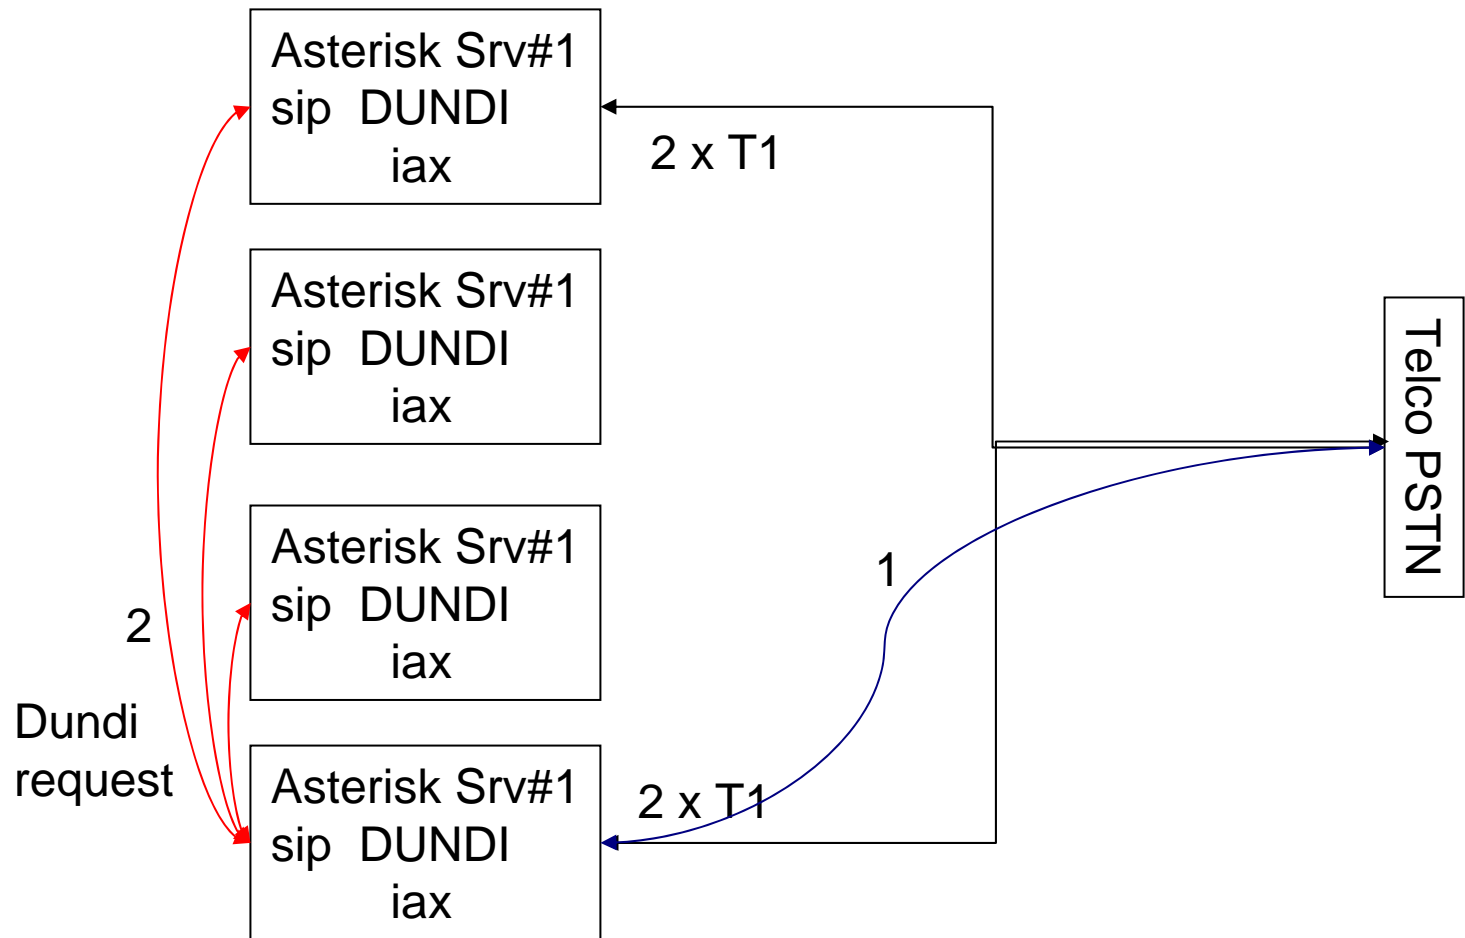 Asterisk Srv#1
sip DUNDI
iax
2 x T1
Asterisk Srv#1
sip DUNDI
iax
Telco PSTN
Asterisk Srv#1
sip DUNDI
iax
1
2
Dundi
request
Asterisk Srv#1
sip DUNDI
iax
2 x T1